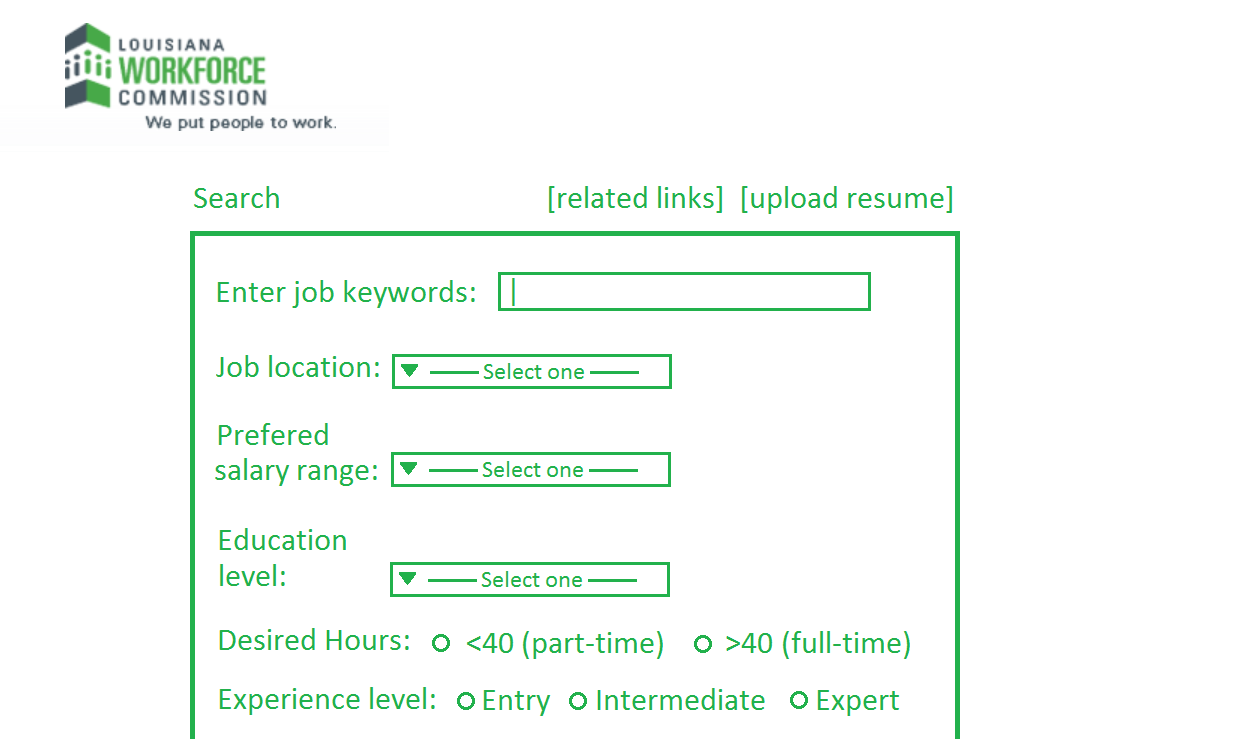 LOUISIANA
WORKFORCE
COMMISSION
We put people to work.
Search [related links] [upload resume]
Enter job keywords:
Job location: Select one
Prefered
salary range: Select one
Education
level: Select one
Desired Hours: <40 (part-time) >40 (full-time)
Experience level: Entry Intermediate Expert